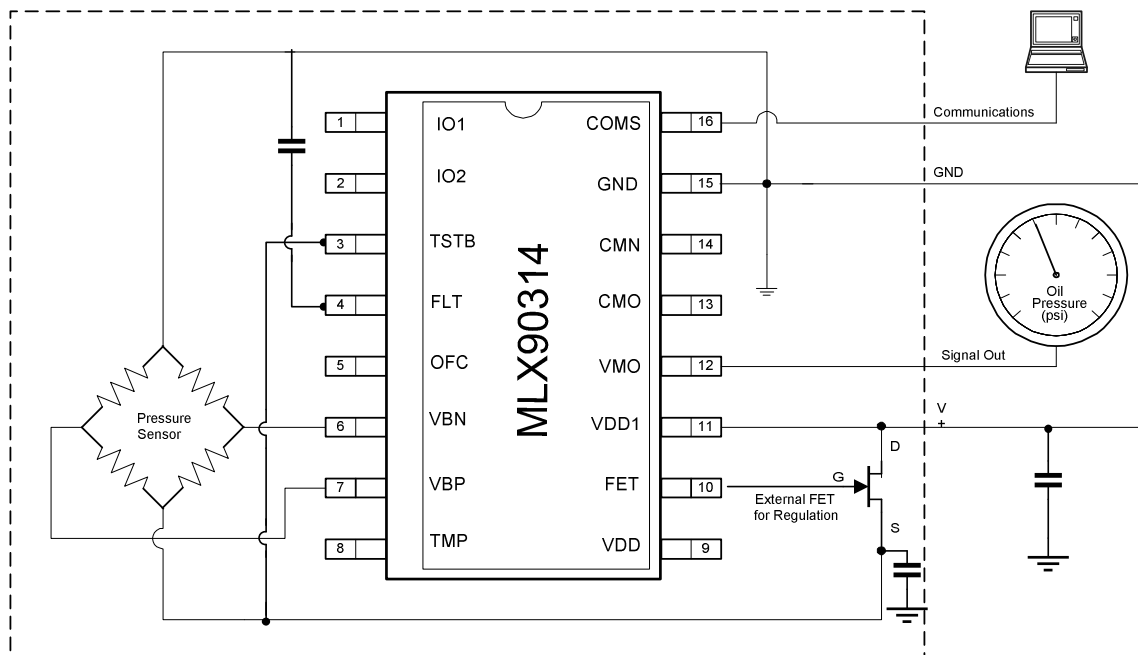 Communications
1
IO1
COMS
16
2
IO2
GND
15
GND
3
TSTB
CMN
14
4
FLT
CMO
13
MLX90314
Oil
Pressure
(psi)
5
OFC
VMO
12
Signal Out
Pressure
Sensor
6
VBN
VDD1
11
V
+
D
7
VBP
FET
10
G
External FET
for Regulation
S
8
TMP
VDD
9